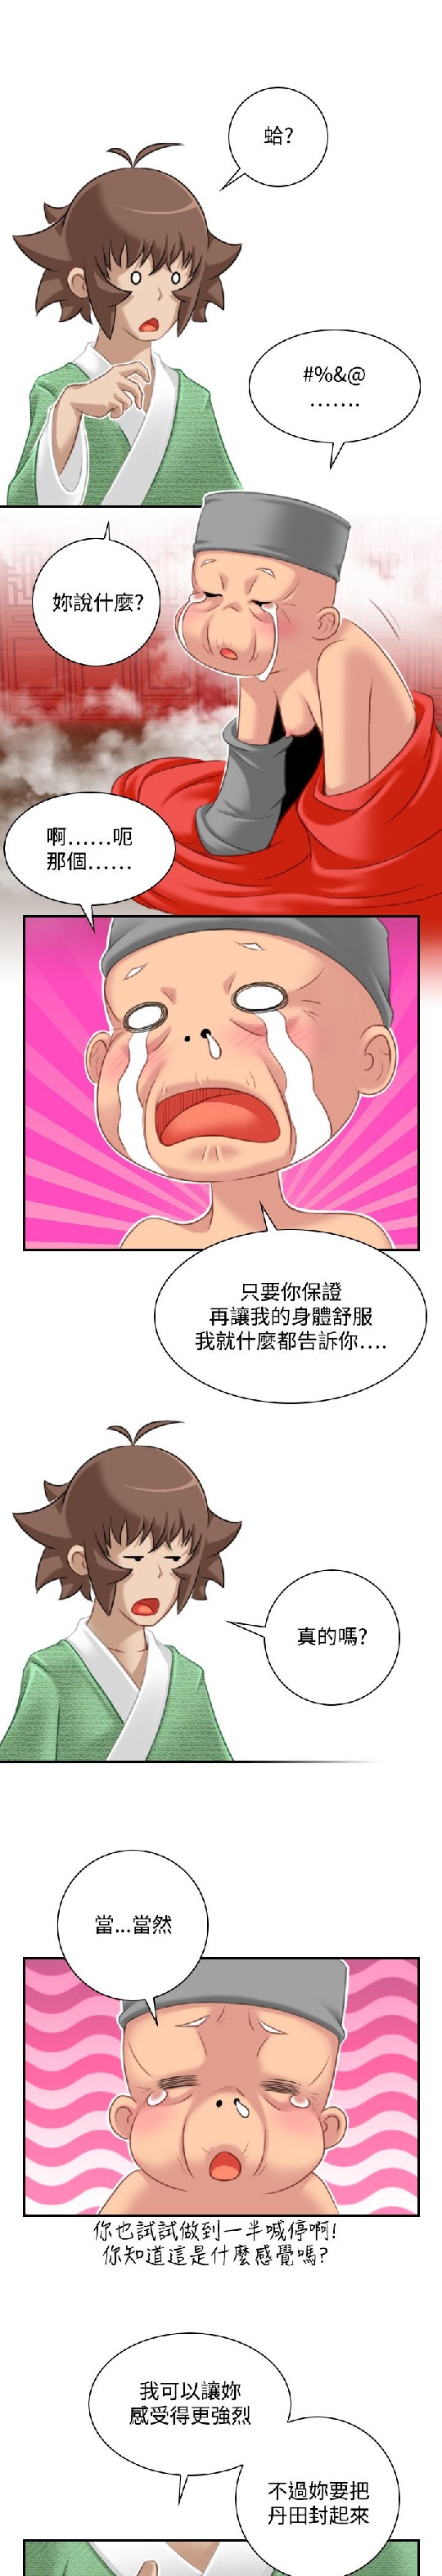 蛤?
#%&@
.......
妳說什麼?
啊......呃
那個......
只要你保證
再讓我的身體舒服
我就什麼都告訴你....
真的嗎?
當...當然
你也試試做到一半喊停啊!
你知道這是什麼感覺嗎?
我可以讓妳
感受得更強烈
不過妳要把
丹田封起來